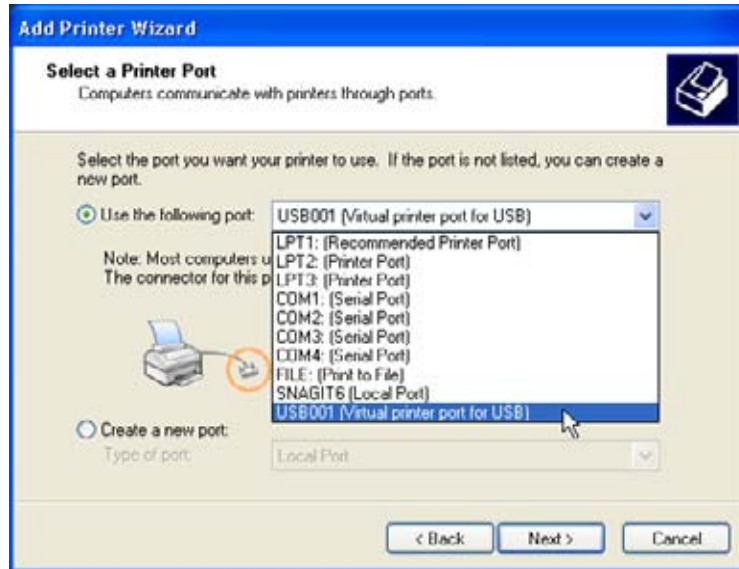 Add Printer Wizard
Select a Printer Port
Computers communicate with printers through ports.
Select the port you want your printer to use. If the port is not listed, you can create a
new port.
Use the following port: USB001 (Virtual printer port for USB)
Note: Most computers u
The connector for this p
LPT1: (Recommended Printer Port)
LPT2: (Printer Port)
LPT3: (Printer Port)
COM1: (Serial Port)
COM2: (Serial Port)
COM3: (Serial Port)
COM4: (Serial Port)
FILE: (Print to File)
SNAGIT6 (Local Port)
USB001 (Virtual printer port for USB)
Create a new port:
Type of port: Local Port
< Back Next > Cancel